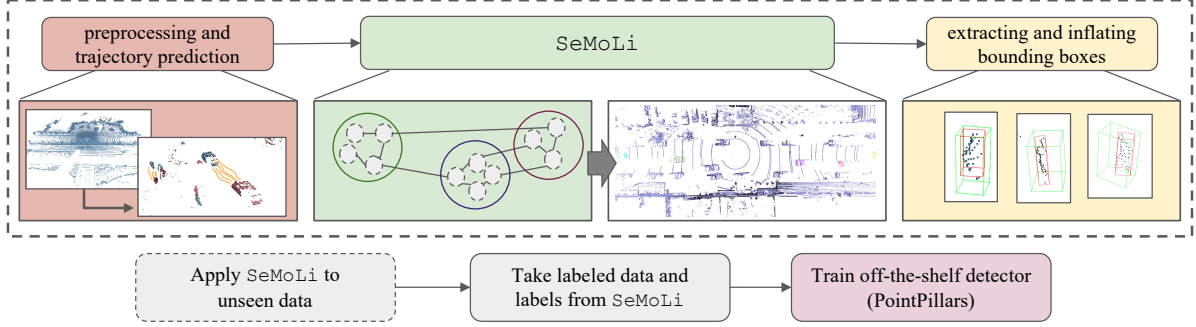 preprocessing and
trajectory prediction
SeMoLi
extracting and inflating
bounding boxes
Apply SeMoLi to
unseen data
Take labeled data and
labels from SeMoLi
Train off-the-shelf detector
(PointPillars)